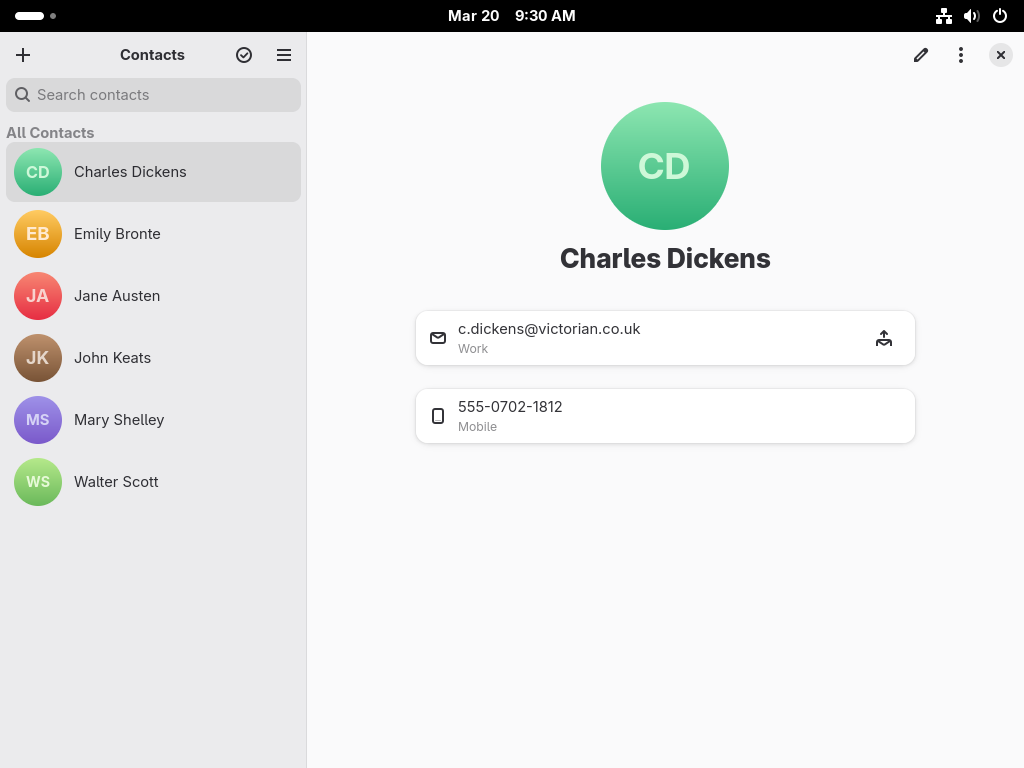 Mar 20 9:30 AM
Contacts
Search contacts
All Contacts
CD Charles Dickens
EB Emily Bronte
JA Jane Austen
JK John Keats
MS Mary Shelley
WS Walter Scott
CD
Charles Dickens
c.dickens@victorian.co.uk
Work
555-0702-1812
Mobile